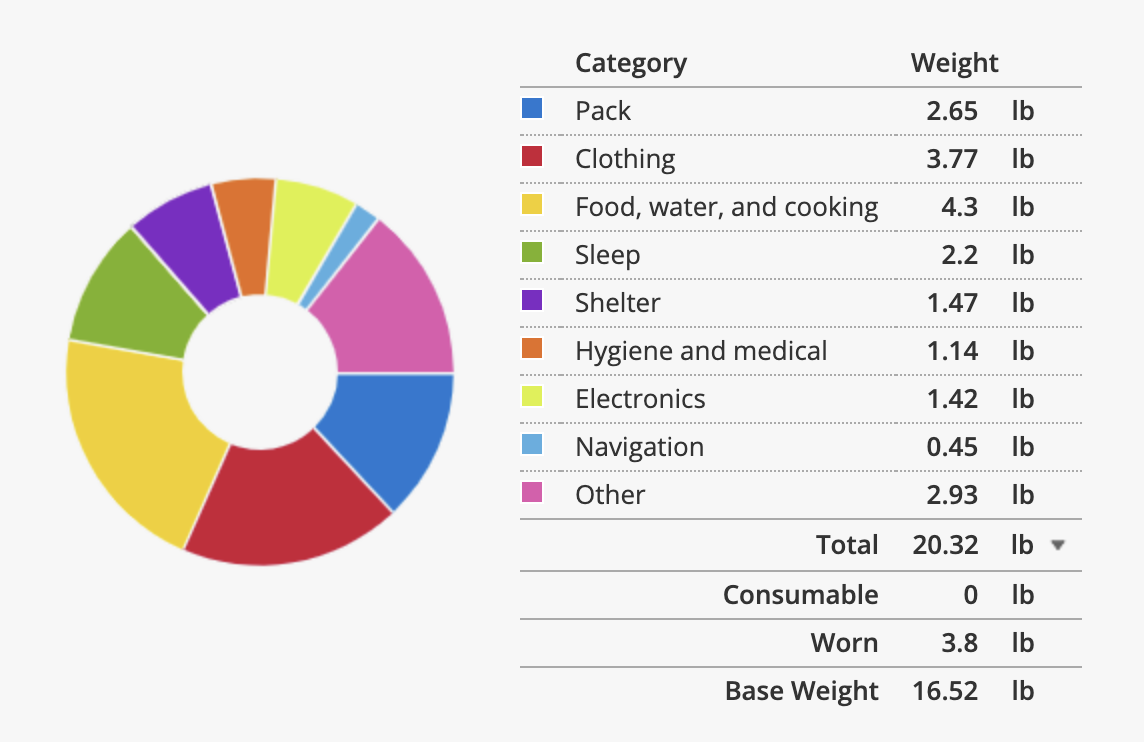 Category Weight
Pack 2.65 lb
Clothing 3.77 lb
Food, water, and cooking 4.3 lb
Sleep 2.2 lb
Shelter 1.47 lb
Hygiene and medical 1.14 lb
Electronics 1.42 lb
Navigation 0.45 lb
Other 2.93 lb
Total 20.32 lb
Consumable 0 lb
Worn 3.8 lb
Base Weight 16.52 lb